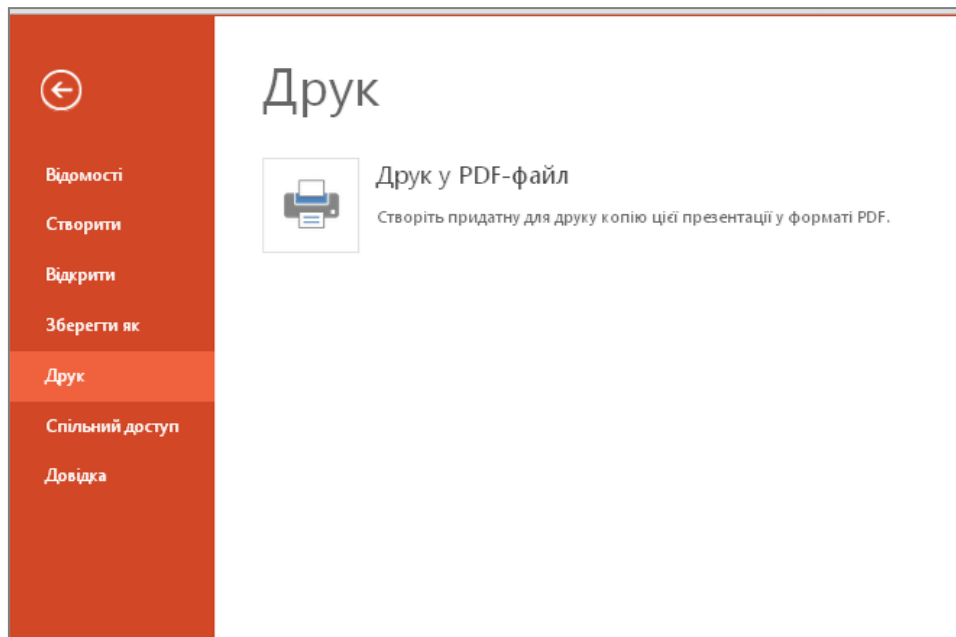 Відомості
Створити
Відкрити
Зберегти як
Друк
Спільний доступ
Довідка
Друк
Друк у PDF-файл
Створіть придатну для друку копію цієї презентації у форматі PDF.